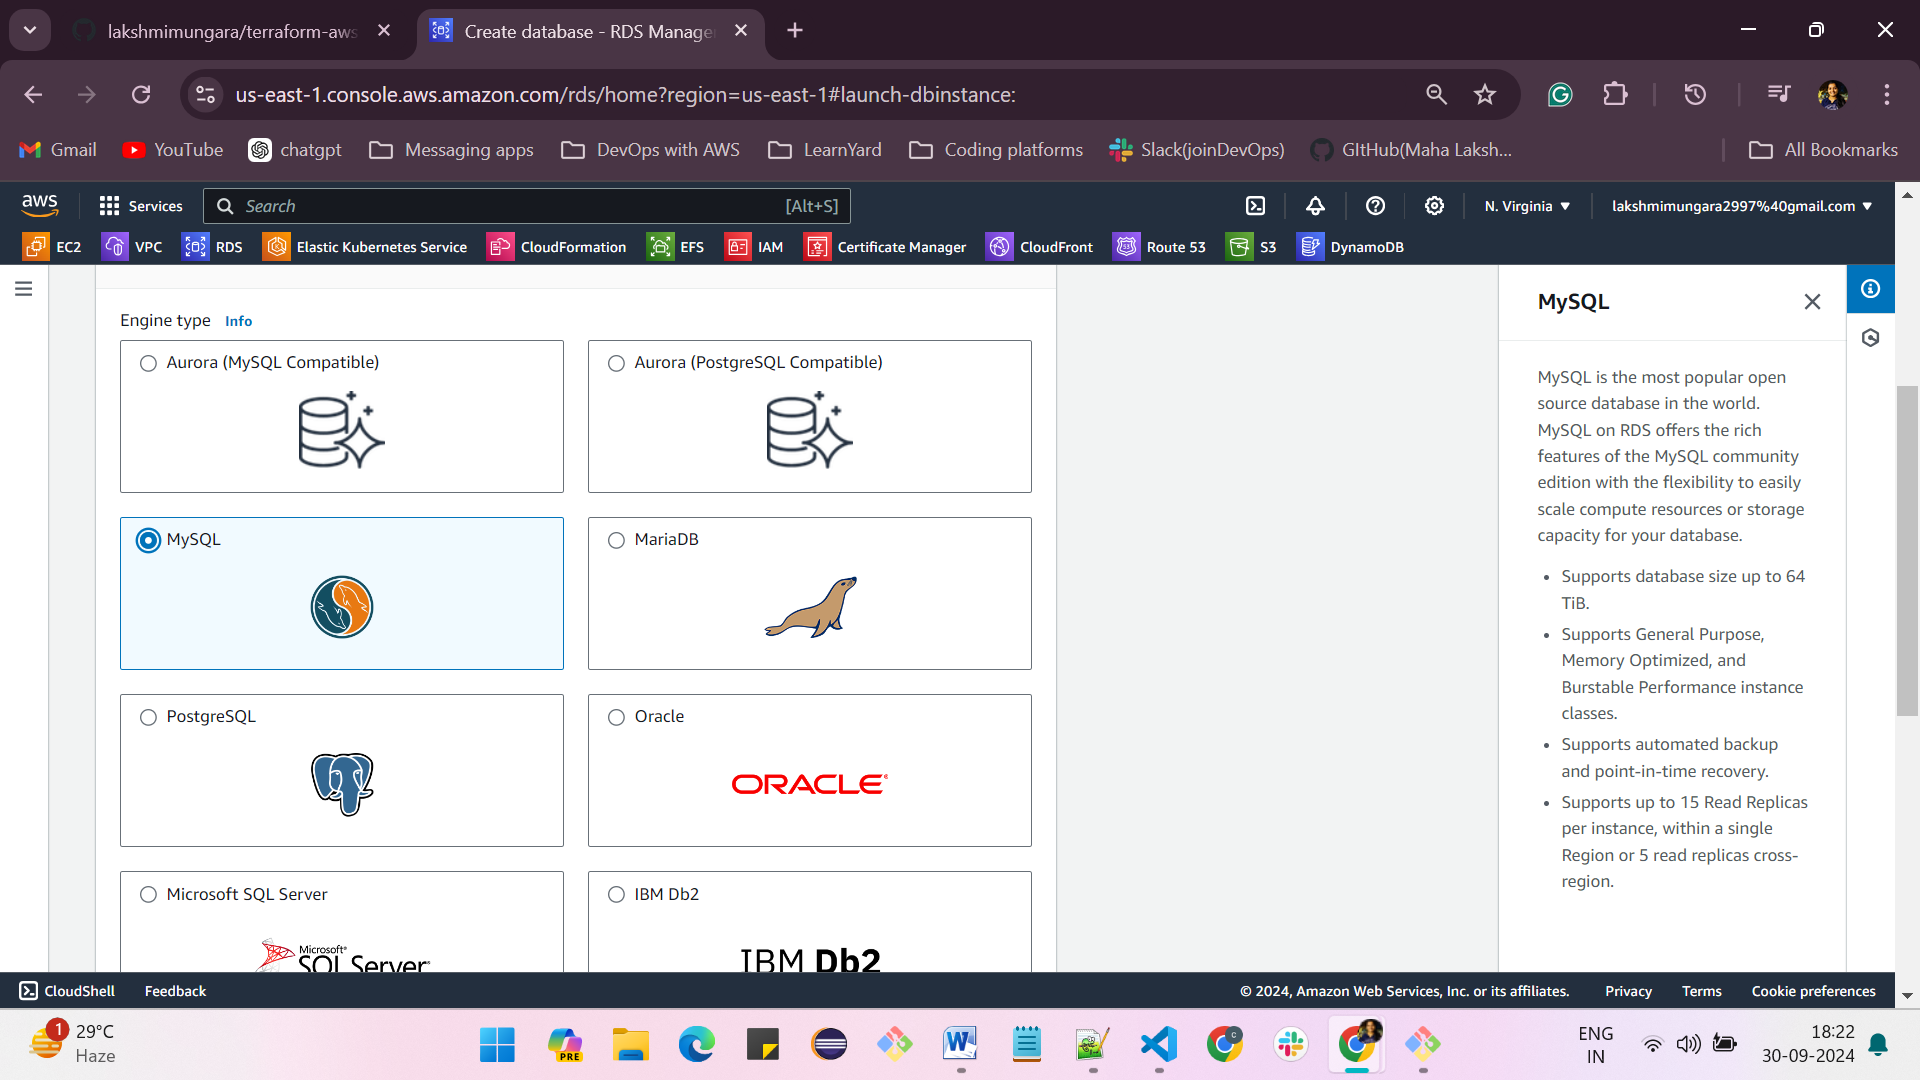 lakshmimungara/terraform-aws
Create database - RDS Manage
us-east-1.console.aws.amazon.com/rds/home?region=us-east-1#launch-dbinstance:
Gmail
YouTube
chatgpt
Messaging apps
DevOps with AWS
LearnYard
Coding platforms
Slack(joinDevOps)
GItHub(Maha Laksh...
All Bookmarks
aws
Services
Search
[Alt+S]
N. Virginia
lakshmimungara2997%40gmail.com
EC2
VPC
RDS
Elastic Kubernetes Service
CloudFormation
EFS
IAM
Certificate Manager
CloudFront
Route 53
S3
DynamoDB
Engine type Info
Aurora (MySQL Compatible)
Aurora (PostgreSQL Compatible)
MySQL
MariaDB
PostgreSQL
Oracle
ORACLE
Microsoft SQL Server
IBM Db2
Microsoft
SQL Server
IBM Db2
MySQL
MySQL is the most popular open
source database in the world.
MySQL on RDS offers the rich
features of the MySQL community
edition with the flexibility to easily
scale compute resources or storage
capacity for your database.
• Supports database size up to 64
TiB.
• Supports General Purpose,
Memory Optimized, and
Burstable Performance instance
classes.
• Supports automated backup
and point-in-time recovery.
• Supports up to 15 Read Replicas
per instance, within a single
Region or 5 read replicas cross-
region.
CloudShell
Feedback
© 2024, Amazon Web Services, Inc. or its affiliates.
Privacy
Terms
Cookie preferences
1
29°C
Haze
PRE
ENG
IN
18:22
30-09-2024